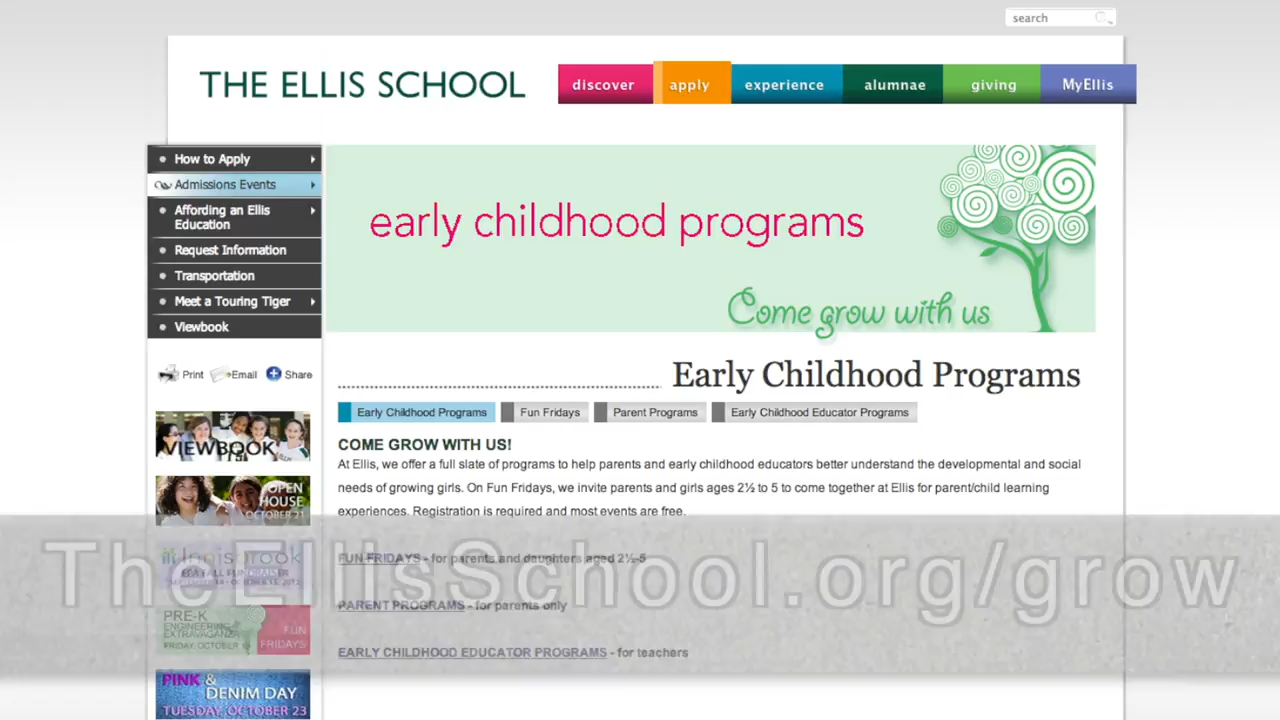 search
THE ELLIS SCHOOL
discover
apply
experience
alumnae
giving
MyEllis
How to Apply
Admissions Events
Affording an Ellis
Education
Request Information
Transportation
Meet a Touring Tiger
Viewbook
early childhood programs
Come grow with us
Print
Email
Share
Early Childhood Programs
Early Childhood Programs
Fun Fridays
Parent Programs
Early Childhood Educator Programs
COME GROW WITH US!
At Ellis, we offer a full slate of programs to help parents and early childhood educators better understand the developmental and social
needs of growing girls. On Fun Fridays, we invite parents and girls ages 2½ to 5 to come together at Ellis for parent/child learning
experiences. Registration is required and most events are free.
FUN FRIDAYS - for parents and daughters aged 2½-5
PARENT PROGRAMS - for parents only
EARLY CHILDHOOD EDUCATOR PROGRAMS - for teachers
VIEWBOOK
OPEN
HOUSE
OCTOBER 21
innisbrook
PRE-K
ENGINEERING
EXTRAVAGANZA
FRIDAY, OCTOBER
FUN
FRIDAYS
PINK &
DENIM DAY
TUESDAY, OCTOBER 23
TheEllisSchool.org/grow